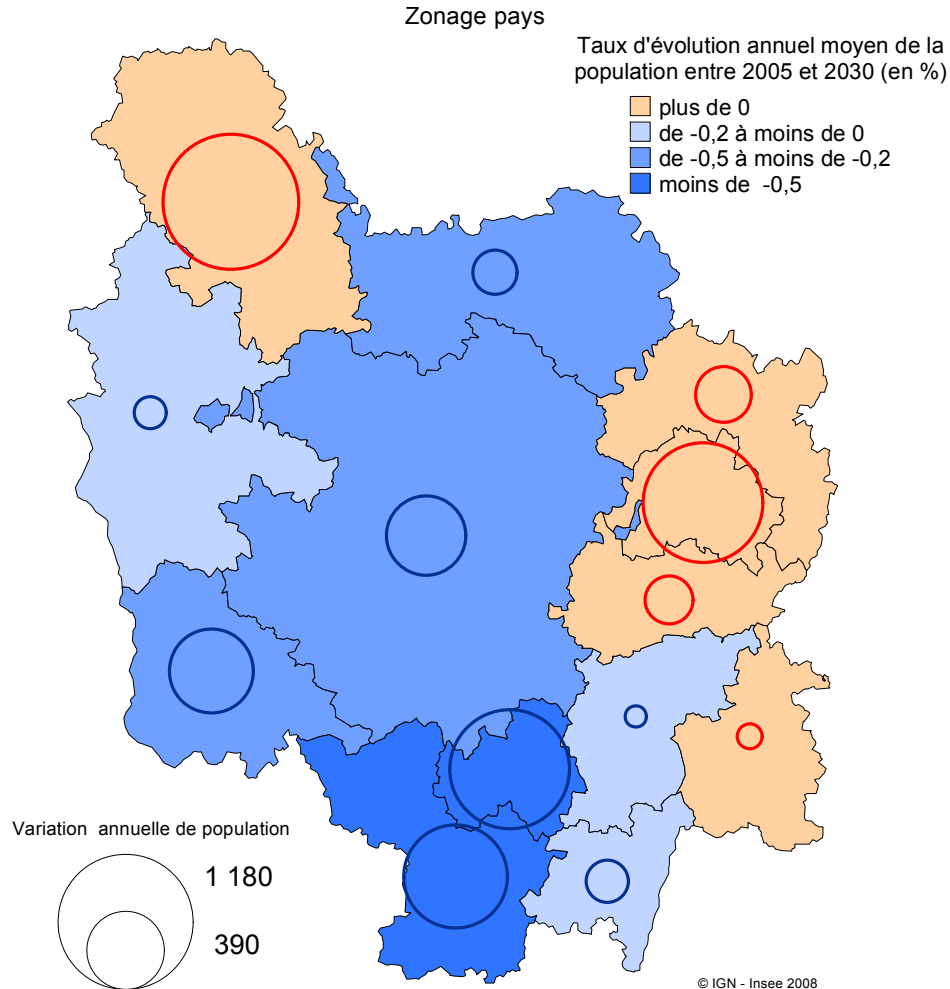 Zonage pays
Taux d'évolution annuel moyen de la
population entre 2005 et 2030 (en %)
plus de 0
de -0,2 à moins de 0
de -0,5 à moins de -0,2
moins de -0,5
Variation annuelle de population
1 180
390
© IGN - Insee 2008